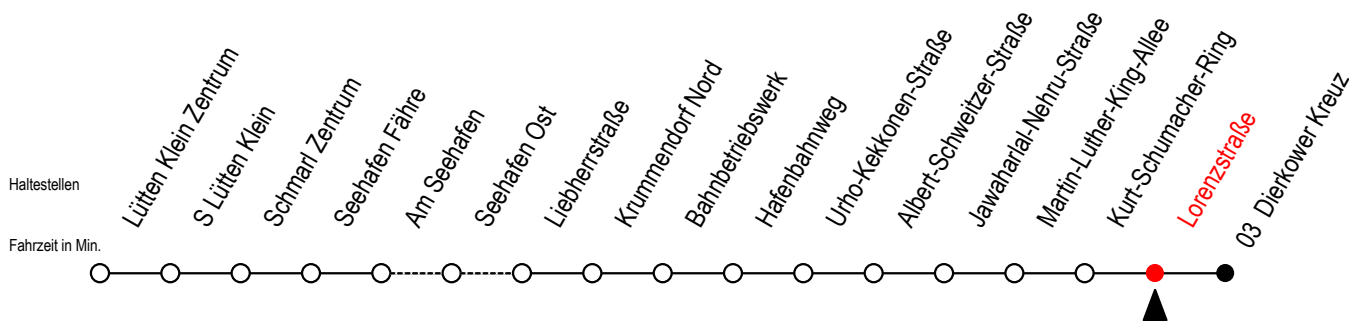 Haltestellen
Fahrzeit in Min.
Lütten Klein Zentrum
S Lütten Klein
Schmarl Zentrum
Seehafen Fähre
Am Seehafen
Seehafen Ost
Liebherrstraße
Krummendorf Nord
Bahnbetriebswerk
Hafenbahnweg
Urho-Kekkonen-Straße
Albert-Schweitzer-Straße
Jawaharlal-Nehru-Straße
Martin-Luther-King-Allee
Kurt-Schumacher-Ring
Lorenzstraße
03 Dierkower Kreuz